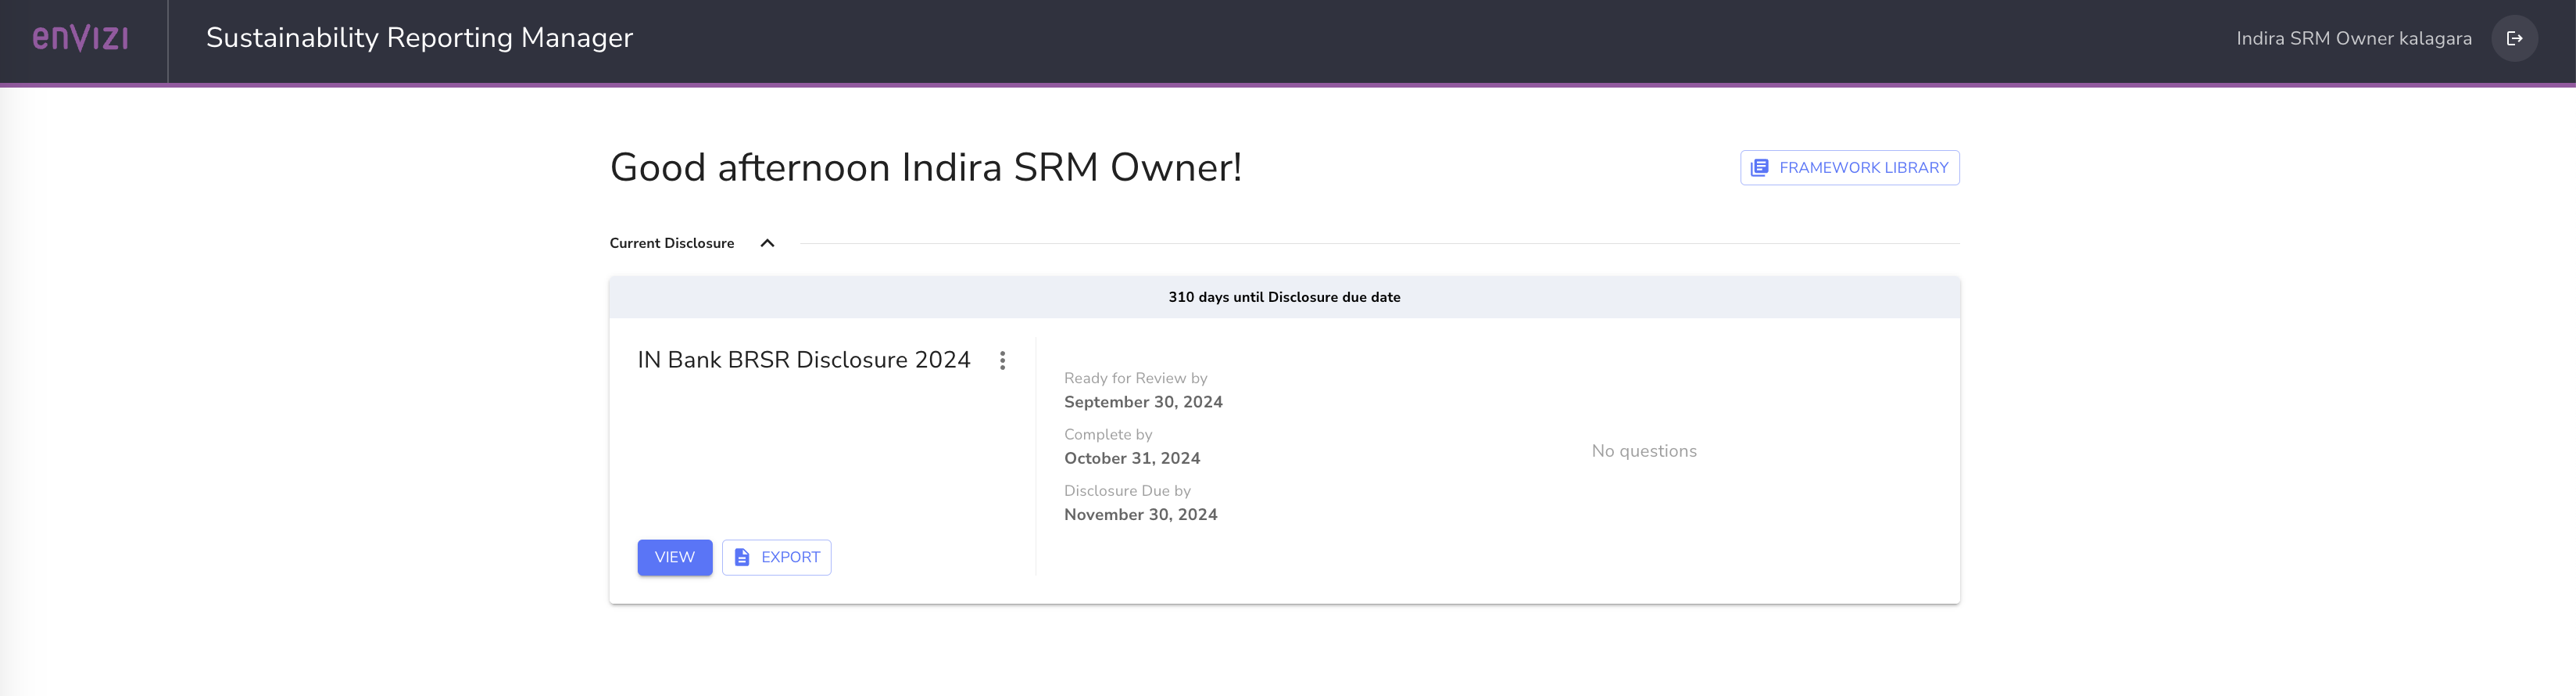 enVIZI
Sustainability Reporting Manager
Indira SRM Owner kalagara
Good afternoon Indira SRM Owner!
FRAMEWORK LIBRARY
Current Disclosure
310 days until Disclosure due date
IN Bank BRSR Disclosure 2024
Ready for Review by
September 30, 2024
Complete by
October 31, 2024
Disclosure Due by
November 30, 2024
No questions
VIEW
EXPORT